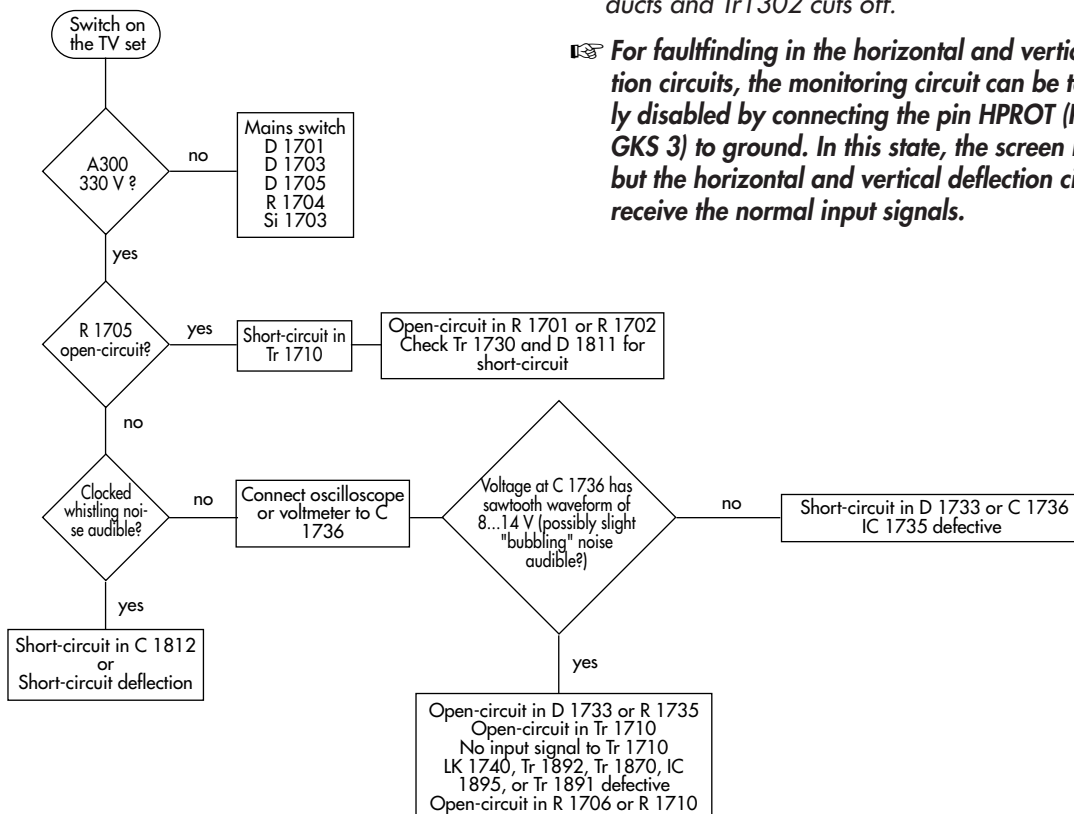 ducts and Tr1302 cuts off.
☞ For faultfinding in the horizontal and
tion circuits, the monitoring circuit can be
ly disabled by connecting the pin HPROT
GKS 3) to ground. In this state, the screen
but the horizontal and vertical deflection
receive the normal input signals.
Switch on
the TV set
A300
330 V ?
no
Mains switch
D 1701
D 1703
D 1705
R 1704
Si 1703
yes
R 1705
open-circuit?
yes
Short-circuit in
Tr 1710
Open-circuit in R 1701 or R 1702
Check Tr 1730 and D 1811 for
short-circuit
no
Clocked
whistling noi-
se audible?
no
Connect oscilloscope
or voltmeter to C
1736
Voltage at C 1736 has
sawtooth waveform of
8...14 V (possibly slight
"bubbling" noise
audible?)
no
Short-circuit in D 1733 or C 1736
IC 1735 defective
yes
Short-circuit in C 1812
or
Short-circuit deflection
yes
Open-circuit in D 1733 or R 1735
Open-circuit in Tr 1710
No input signal to Tr 1710
LK 1740, Tr 1892, Tr 1870, IC
1895, or Tr 1891 defective
Open-circuit in R 1706 or R 1710